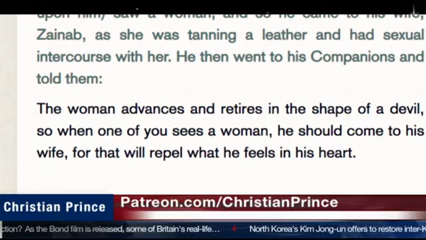 upon him) saw a woman, and so he came to his wife,
Zainab, as she was tanning a leather and had sexual
intercourse with her. He then went to his Companions and
told them:
The woman advances and retires in the shape of a devil,
so when one of you sees a woman, he should come to his
wife, for that will repel what he feels in his heart.
Christian Prince
Patreon.com/ChristianPrince
ction? As the Bond film is released, some of Britain's real-life... North Korea's Kim Jong-un offers to restore inter-K